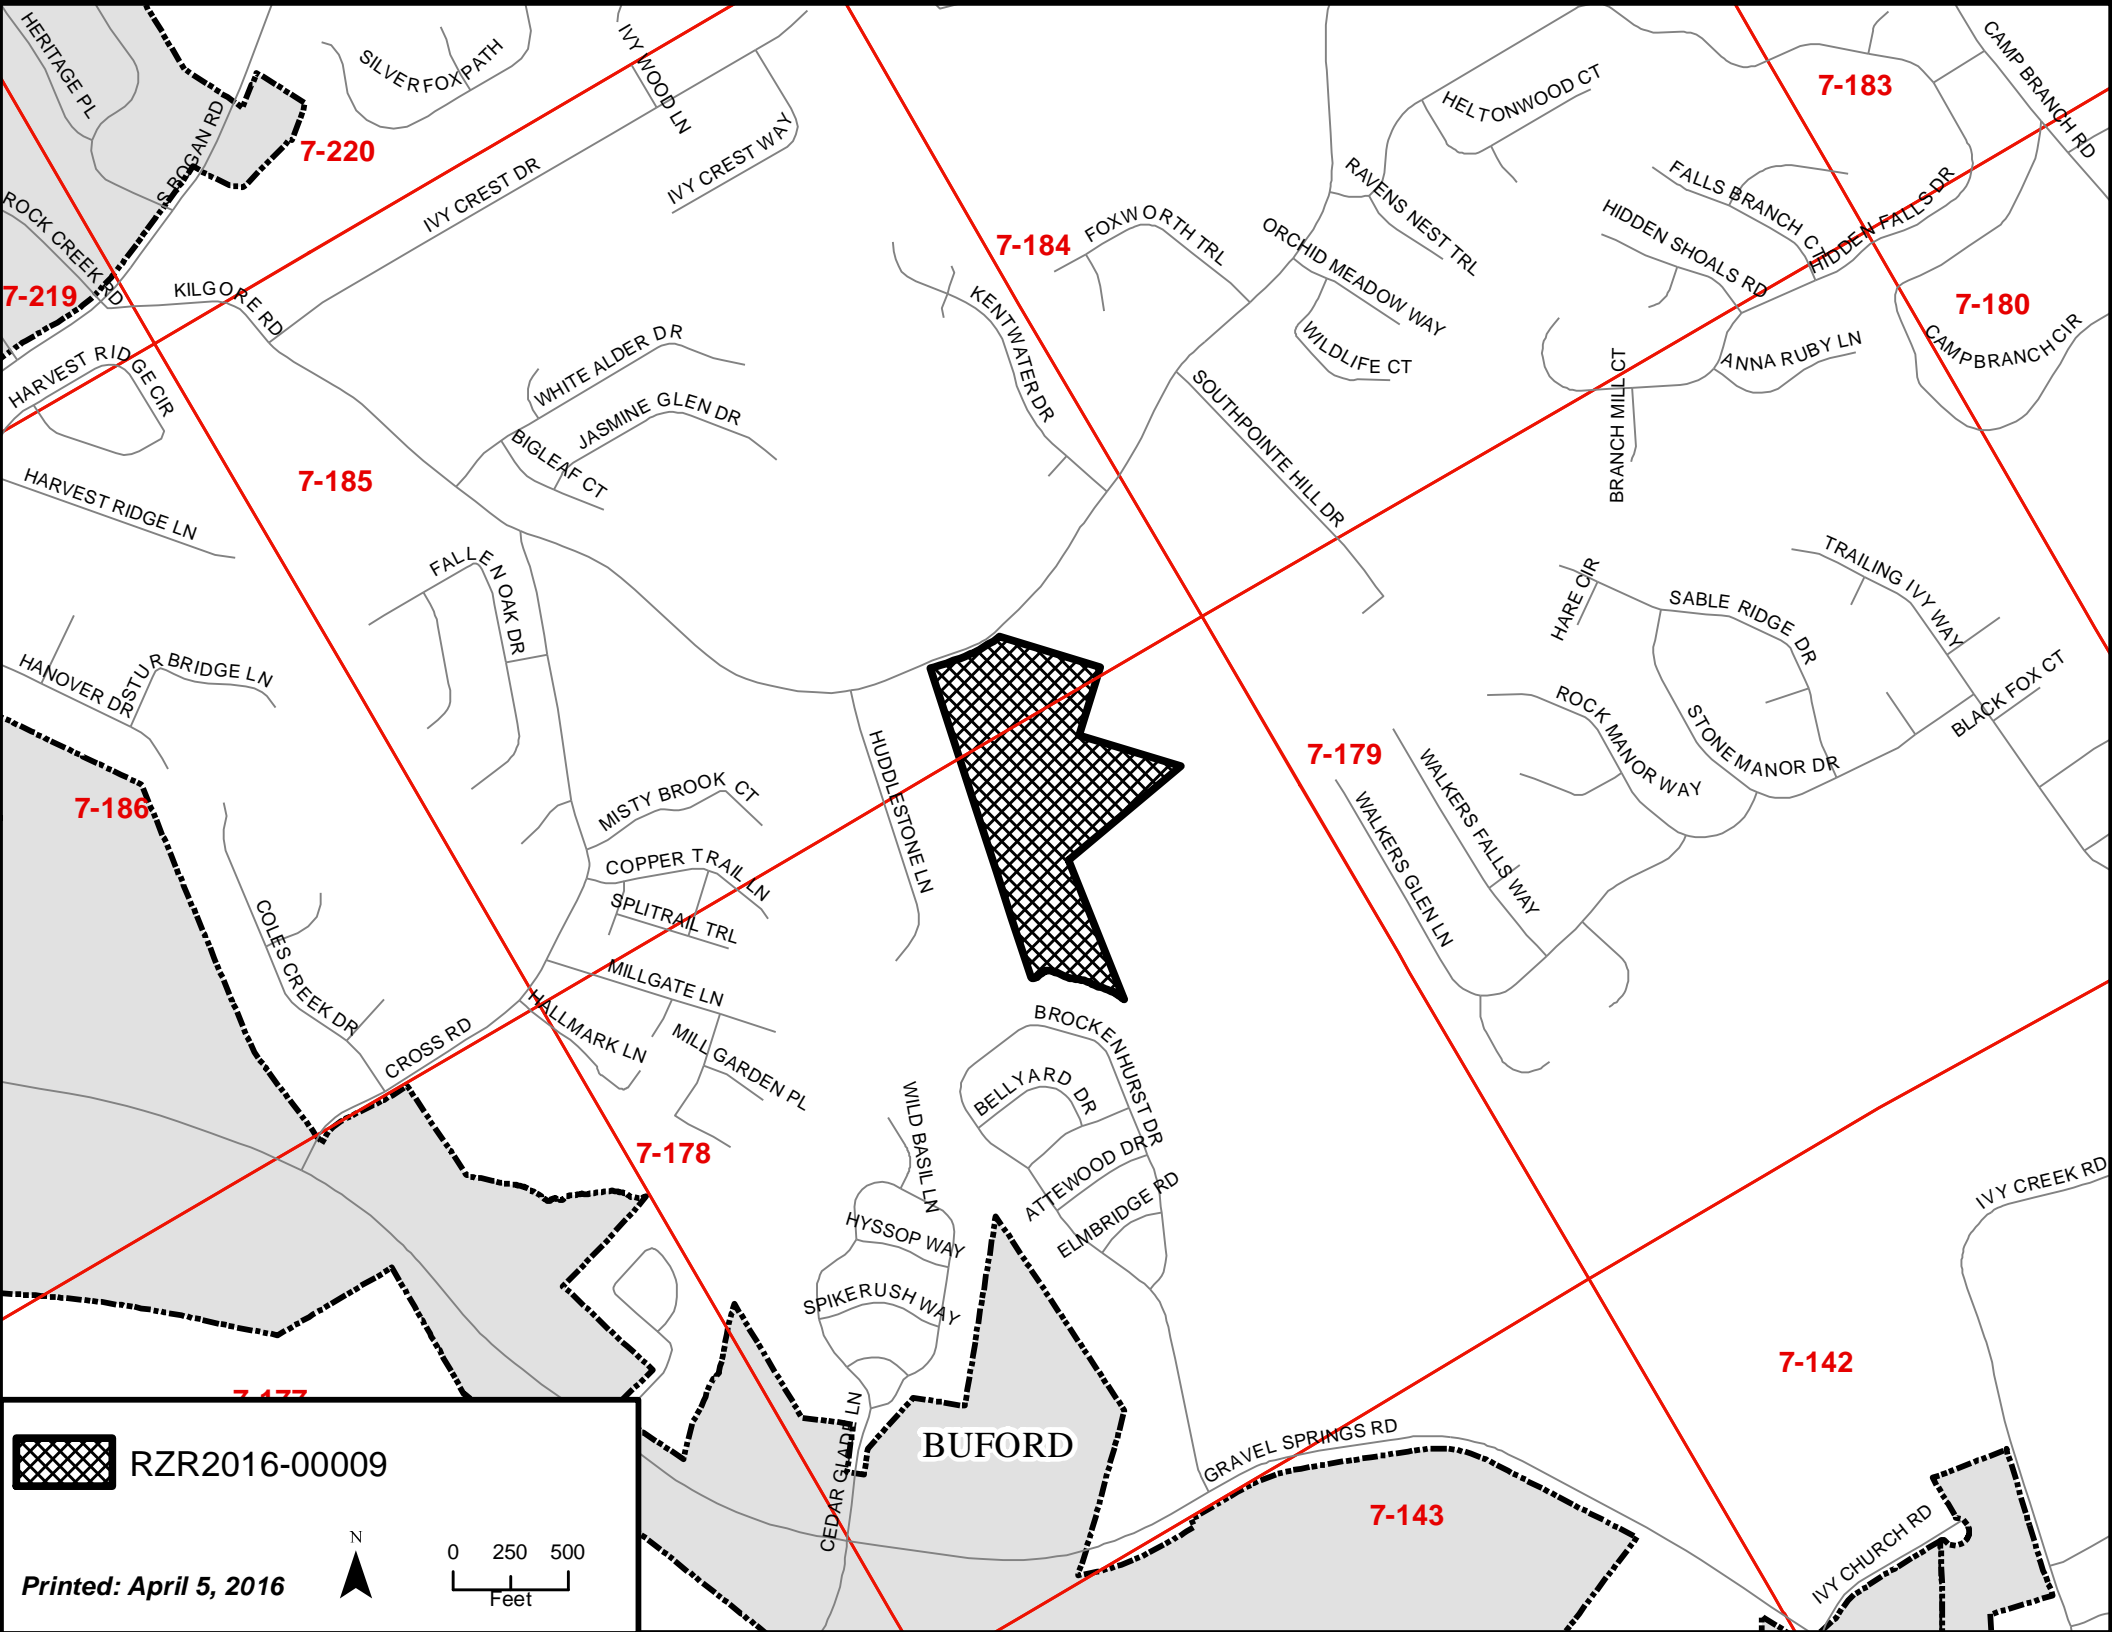 HERITAGE PL
SILVERFOXPATH
IVY WOOD LN
HELTONWOOD CT
7-183
CAMP BRANCH RD
S BOGAN RD
7-220
IVY CREST DR
IVY CREST WAY
RAVENS NEST TRL
FALLS BRANCH CT
HIDDEN FALLS DR
ROCK CREEK RD
7-184
FOXWORTH TRL
ORCHID MEADOW WAY
HIDDEN SHOALS RD
7-219
KILGORE RD
KENTWATER DR
WILDLIFE CT
7-180
CAMPBRANCH CIR
HARVEST RIDGE CIR
WHITE ALDER DR
ANNA RUBY LN
BRANCH MILL CT
JASMINE GLEN DR
SOUTHPOINTE HILL DR
BIGLEAF CT
7-185
HARVEST RIDGE LN
FALLEN OAK DR
TRAILING IVY WAY
HARE CIR
SABLE RIDGE DR
HANOVER DR
STURBRIDGE LN
BLACK FOX CT
ROCK MANOR WAY
STONE MANOR DR
HUDDLESTONE LN
7-179
7-186
MISTY BROOK CT
WALKERS FALLS WAY
WALKERS GLEN LN
COPPER TRAIL LN
SPLITRAIL TRL
COLES CREEK DR
MILLGATE LN
HALLMARK LN
CROSS RD
MILL GARDEN PL
BROCKENHURST DR
BELLYARD DR
WILD BASIL LN
7-178
ATTEWOOD DR
ELMBRIDGE RD
IVY CREEK RD
HYSSOP WAY
SPIKERUSH WAY
7-142
7-177
CEDAR GLADE LN
BUFORD
GRAVEL SPRINGS RD
7-143
IVY CHURCH RD
RZR2016-00009
N
0 250 500
Feet
Printed: April 5, 2016